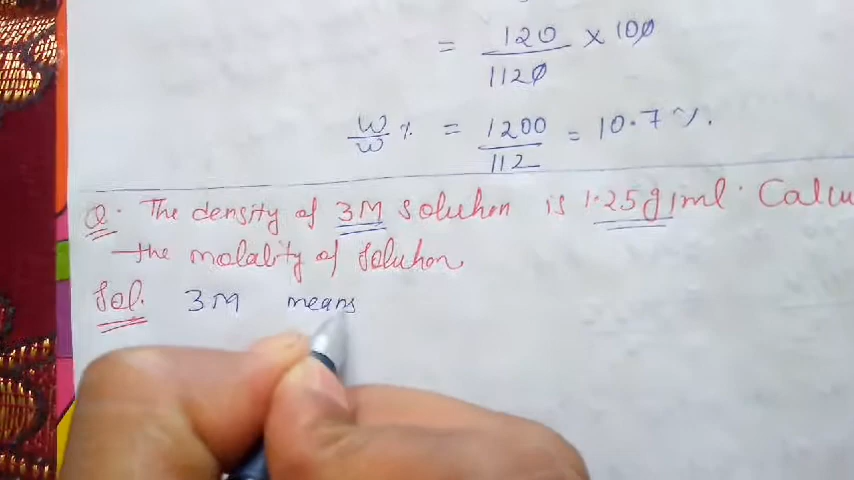 = 120 / 1120 × 100
W/W % = 1200 / 112 = 10.7 %.
Q. The density of 3M Solution is 1.25g/ml. Calcu
the molality of Solution.
Sol. 3M means